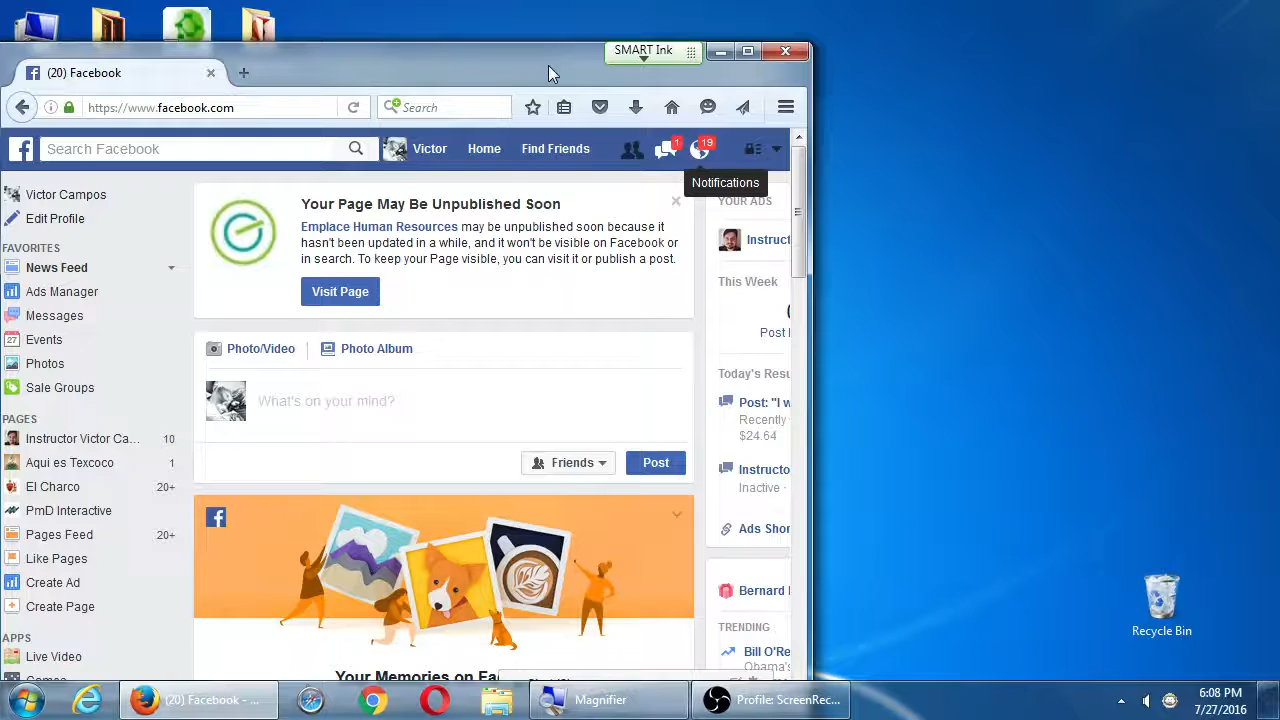 SMART Ink
(20) Facebook
https://www.facebook.com
Search
Search Facebook
Victor
Home
Find Friends
1
19
Notifications
Victor Campos
Edit Profile
FAVORITES
News Feed
Ads Manager
Messages
27
Events
Photos
Sale Groups
PAGES
Instructor Victor Ca... 10
Aqui es Texcoco 1
El Charco 20+
PmD Interactive
Pages Feed 20+
Like Pages
Create Ad
Create Page
APPS
Live Video
Your Page May Be Unpublished Soon
Emplace Human Resources may be unpublished soon because it
hasn't been updated in a while, and it won't be visible on Facebook or
in search. To keep your Page visible, you can visit it or publish a post.
Visit Page
Photo/Video
Photo Album
What's on your mind?
Friends
Post
Your Memories on Fa
YOUR ADS
Instruct
This Week
Post
Today's Resu
Post: "I w
Recently
$24.64
Instructo
Inactive ·
Ads Shor
Bernard
TRENDING
Bill O'Re
Obama's
Recycle Bin
(20) Facebook - ...
Magnifier
Profile: ScreenRec...
6:08 PM
7/27/2016